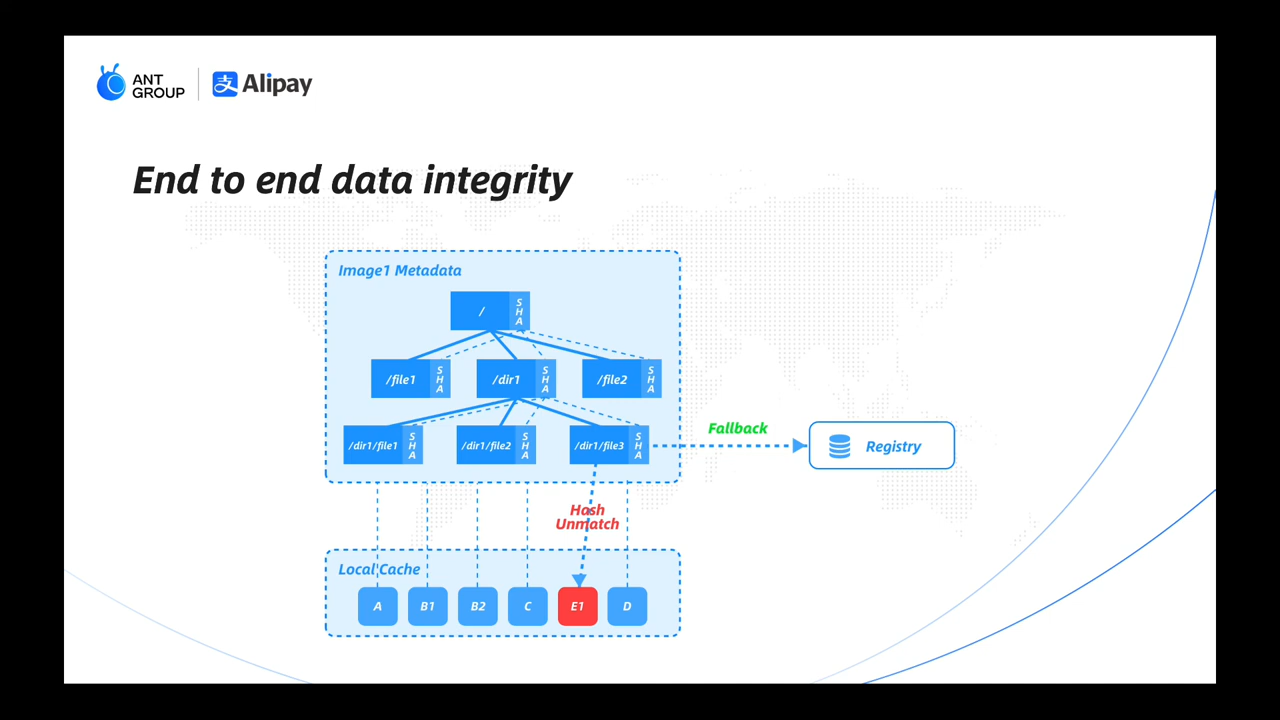 ANT
GROUP
支 Alipay
End to end data integrity
Image1 Metadata
/
SHA
/file1
SHA
/dir1
SHA
/file2
SHA
/dir1/file1
SHA
/dir1/file2
SHA
/dir1/file3
SHA
Fallback
Registry
Hash
Unmatch
Local Cache
A
B1
B2
C
E1
D